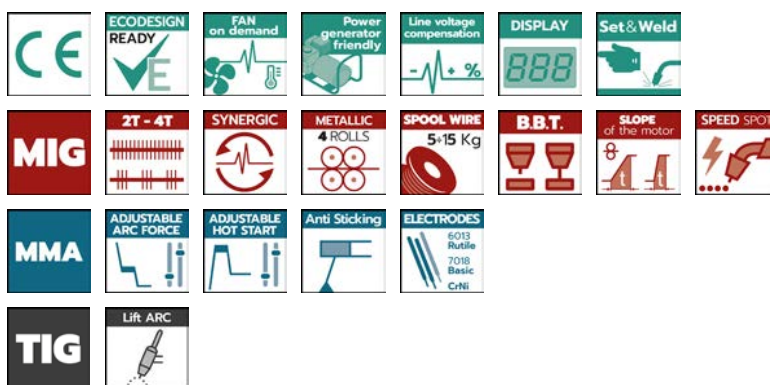 CE
ECODESIGN
READY
E
FAN
on demand
Power
generator
friendly
Line voltage
compensation
- + %
DISPLAY
888
Set&Weld
MIG
2T - 4T
SYNERGIC
METALLIC
4 ROLLS
SPOOL WIRE
5÷15 Kg
B.B.T.
SLOPE
of the motor
t t
SPEED SPOT
MMA
ADJUSTABLE
ARC FORCE
ADJUSTABLE
HOT START
Anti Sticking
ELECTRODES
6013
Rutile
7018
Basic
CrNi
TIG
Lift ARC